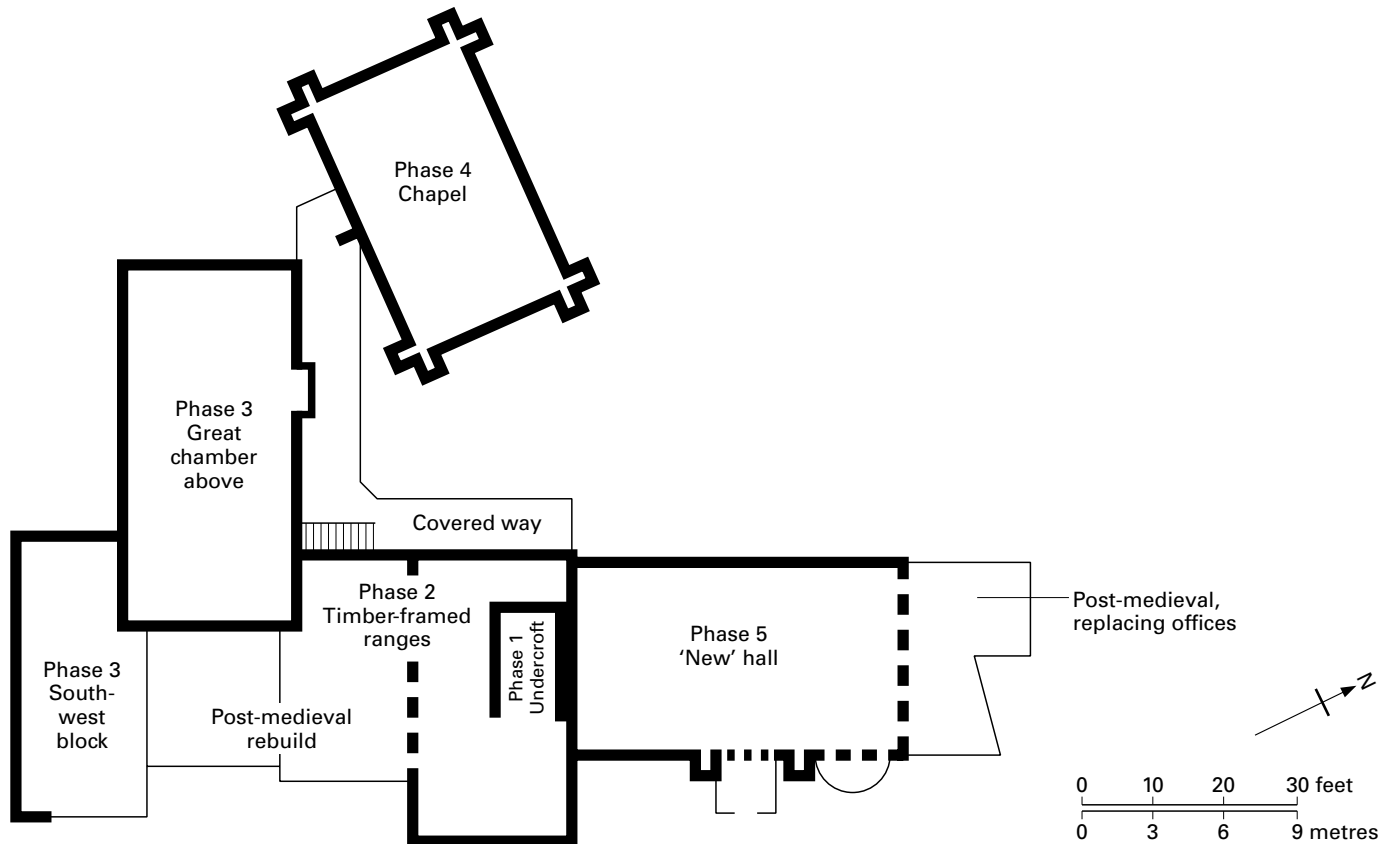 Phase 4
Chapel
Phase 3
Great
chamber
above
Covered way
Phase 2
Timber-framed
ranges
Phase 1
Undercroft
Phase 5
‘New’ hall
Post-medieval,
replacing offices
Phase 3
South-
west
block
Post-medieval
rebuild
N
0 10 20 30 feet
0 3 6 9 metres